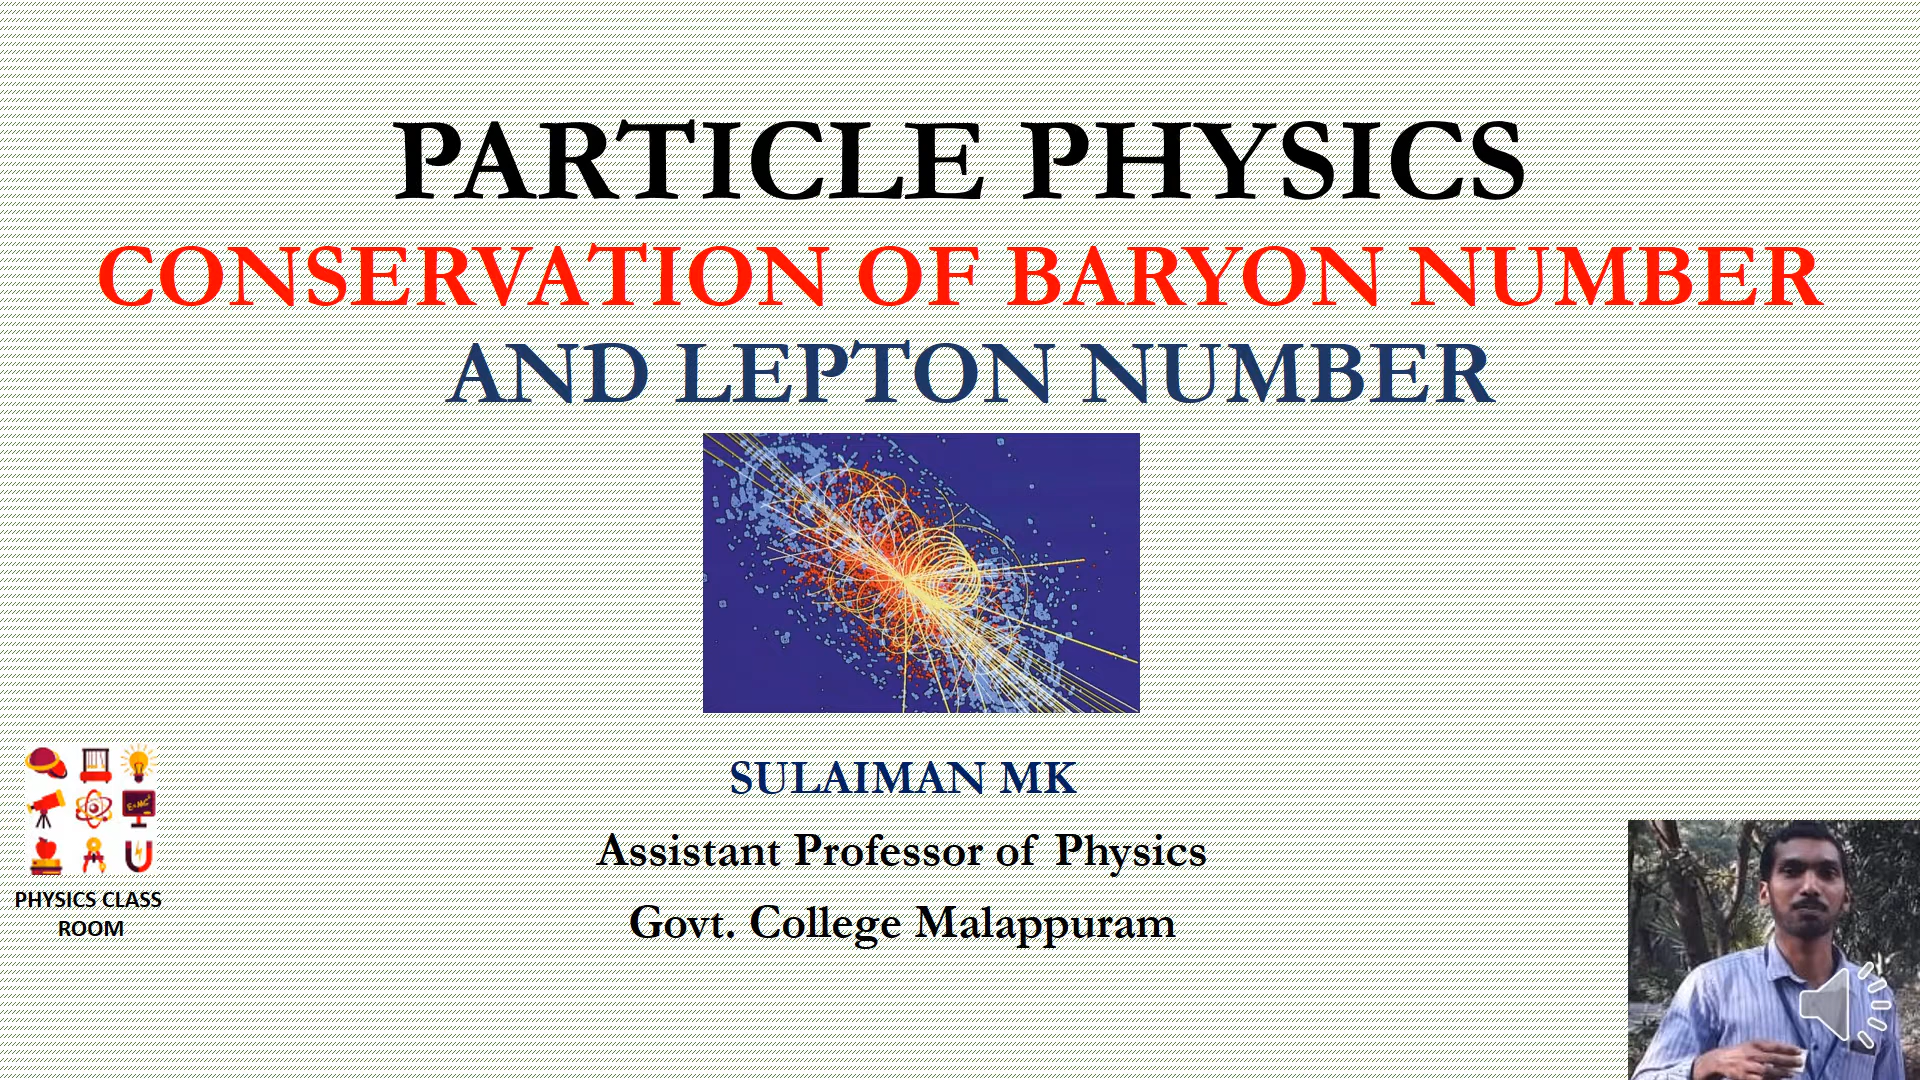 PARTICLE PHYSICS
CONSERVATION OF BARYON NUMBER
AND LEPTON NUMBER
SULAIMAN MK
Assistant Professor of Physics
Govt. College Malappuram
E=MC²
PHYSICS CLASS
ROOM